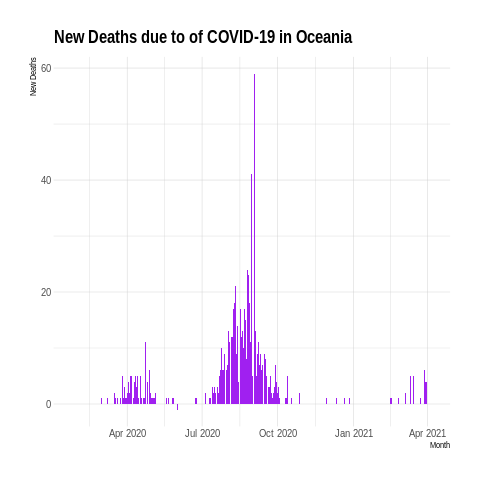 New Deaths due to of COVID-19 in Oceania
New Deaths
60
40
20
0
Apr 2020 Jul 2020 Oct 2020 Jan 2021 Apr 2021
Month